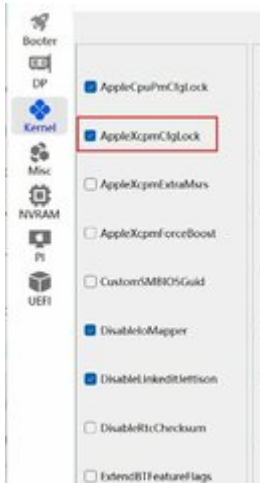 Booter
DP
Kernel
Misc
NVRAM
PI
UEFI
AppleCpuPmCfgLock
AppleXcpmCfgLock
AppleXcpmExtraMsrs
AppleXcpmForceBoost
CustomSMBIOSGuid
DisableIoMapper
DisableLinkeditJettison
DisableRtcChecksum
ExtendBTFeatureFlags